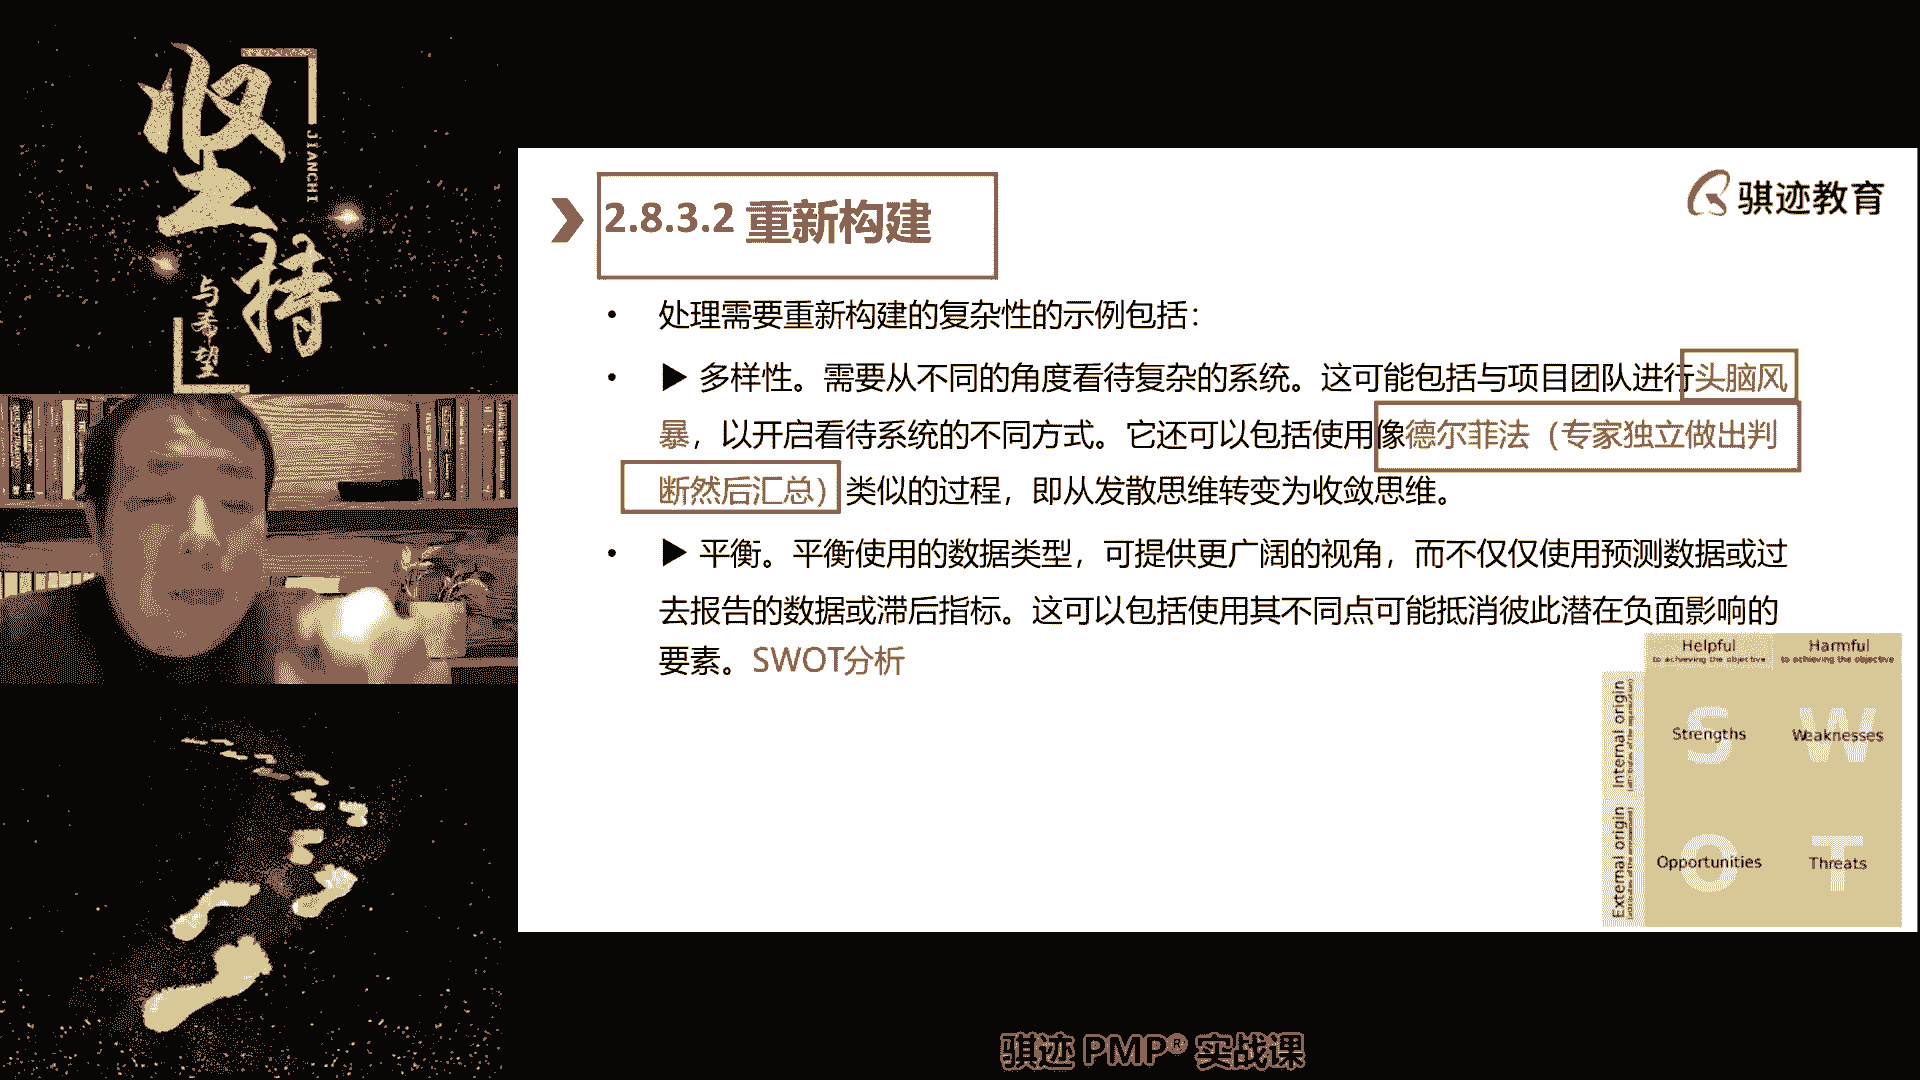 坚持
JIANCHI
与希望
2.8.3.2 重新构建
骐迹教育
• 处理需要重新构建的复杂性的示例包括：
• ▶ 多样性。需要从不同的角度看待复杂的系统。这可能包括与项目团队进行头脑风
暴，以开启看待系统的不同方式。它还可以包括使用像德尔菲法（专家独立做出判
断然后汇总）类似的过程，即从发散思维转变为收敛思维。
• ▶ 平衡。平衡使用的数据类型，可提供更广阔的视角，而不仅仅使用预测数据或过
去报告的数据或滞后指标。这可以包括使用其不同点可能抵消彼此潜在负面影响的
要素。SWOT分析
Helpful
to achieving the objective
Harmful
to achieving the objective
Internal origin
S
Strengths
W
Weaknesses
External origin
O
Opportunities
T
Threats
骐迹 PMP® 实战课